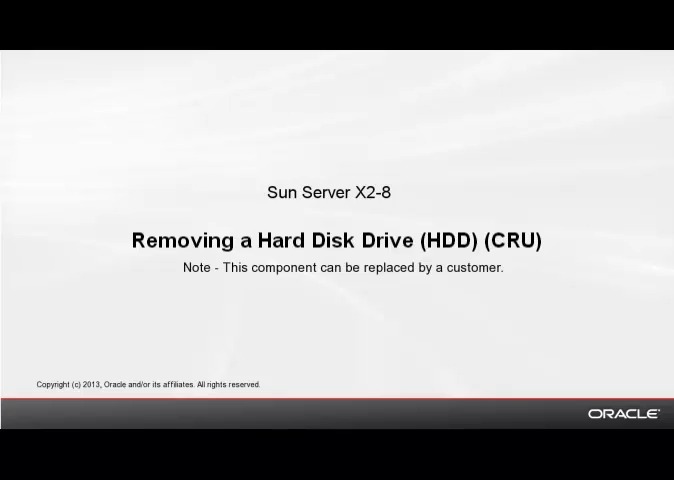 Sun Server X2-8
Removing a Hard Disk Drive (HDD) (CRU)
Note - This component can be replaced by a customer.
Copyright (c) 2013, Oracle and/or its affiliates. All rights reserved.
ORACLE